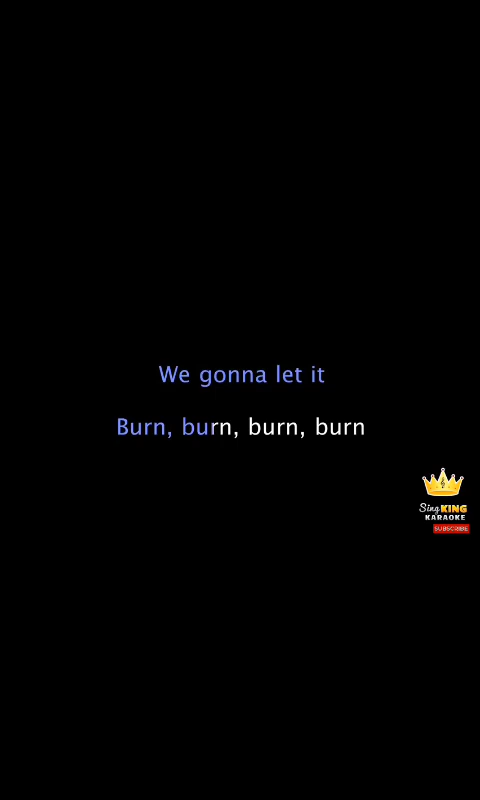 We gonna let it
Burn, burn, burn, burn
Sing KING
KARAOKE
SUBSCRIBE